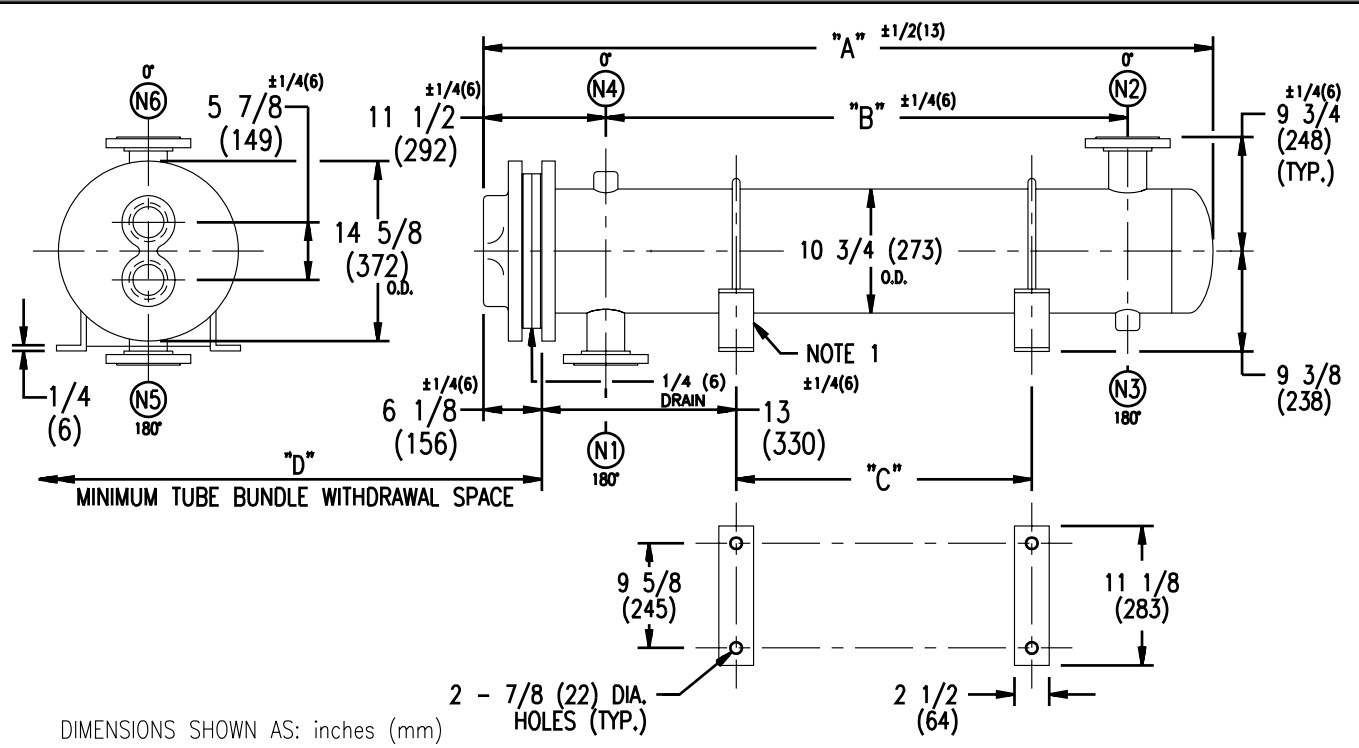 "A" ±1/2(13)
0°
N6
±1/4(6)
5 7/8
(149)
±1/4(6)
11 1/2
(292)
0°
N4
"B" ±1/4(6)
0°
N2
±1/4(6)
9 3/4
(248)
(TYP.)
14 5/8
(372)
O.D.
10 3/4 (273)
O.D.
NOTE 1
1/4
(6)
N5
180°
±1/4(6)
6 1/8
(156)
1/4 (6)
DRAIN
±1/4(6)
13
(330)
N1
180°
N3
180°
9 3/8
(238)
"D"
MINIMUM TUBE BUNDLE WITHDRAWAL SPACE
"C"
9 5/8
(245)
11 1/8
(283)
2 - 7/8 (22) DIA.
HOLES (TYP.)
2 1/2
(64)
DIMENSIONS SHOWN AS: inches (mm)